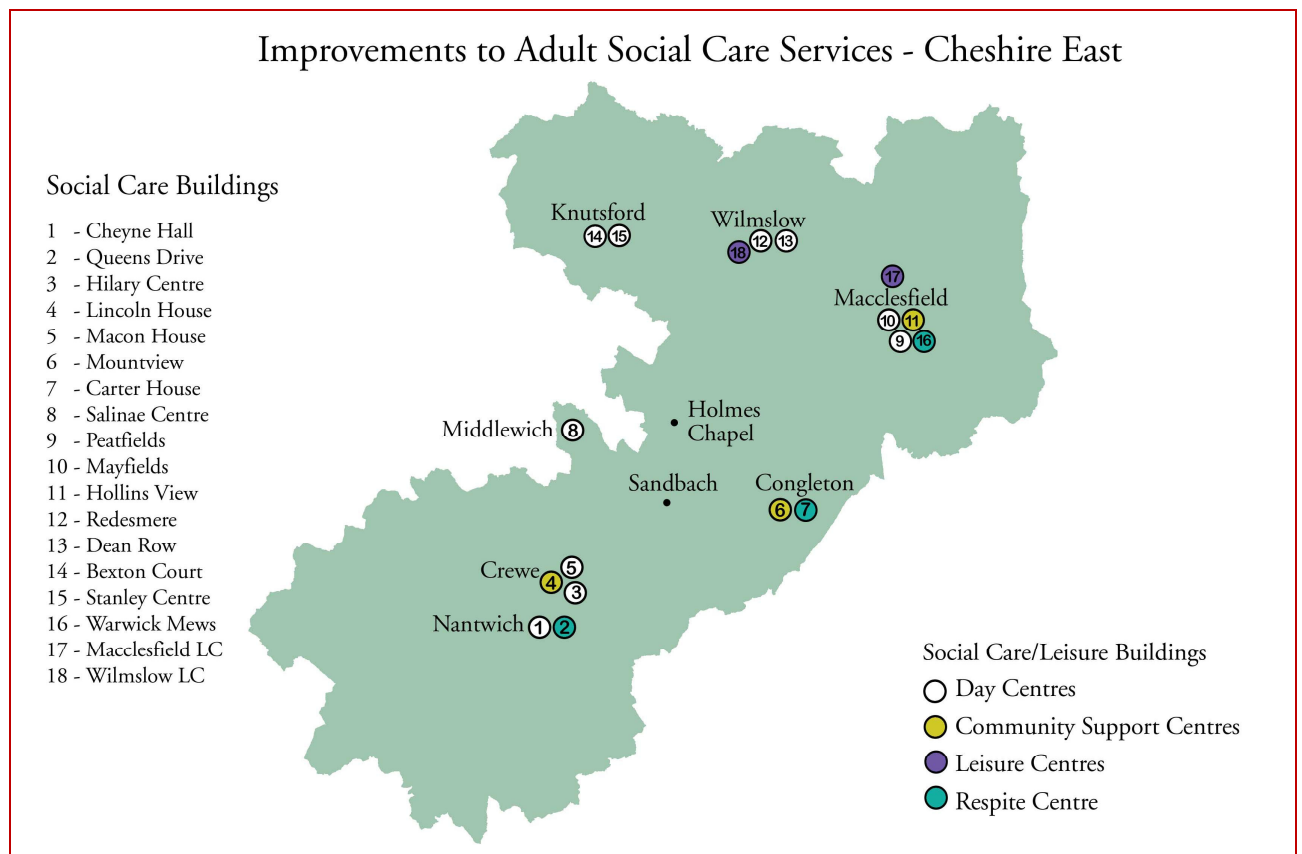 Improvements to Adult Social Care Services - Cheshire East
Social Care Buildings
1 - Cheyne Hall
2 - Queens Drive
3 - Hilary Centre
4 - Lincoln House
5 - Macon House
6 - Mountview
7 - Carter House
8 - Salinae Centre
9 - Peatfields
10 - Mayfields
11 - Hollins View
12 - Redesmere
13 - Dean Row
14 - Bexton Court
15 - Stanley Centre
16 - Warwick Mews
17 - Macclesfield LC
18 - Wilmslow LC
Knutsford
14 15
Wilmslow
18 12 13
17
Macclesfield
10 11
9 16
Holmes
Chapel
Middlewich 8
Sandbach
Congleton
6 7
Crewe 4 5
3
Nantwich 1 2
Social Care/Leisure Buildings
Day Centres
Community Support Centres
Leisure Centres
Respite Centre